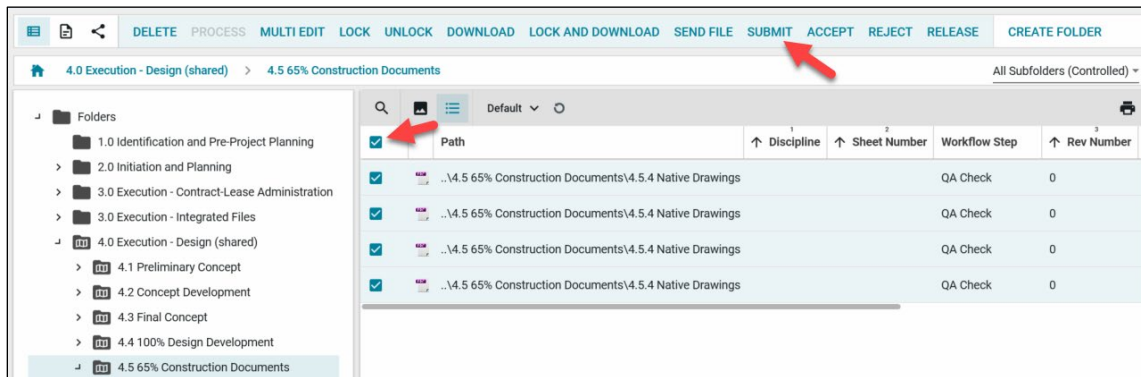 DELETE PROCESS MULTI EDIT LOCK UNLOCK DOWNLOAD LOCK AND DOWNLOAD SEND FILE SUBMIT ACCEPT REJECT RELEASE CREATE FOLDER
4.0 Execution - Design (shared) > 4.5 65% Construction Documents All Subfolders (Controlled)
Folders
1.0 Identification and Pre-Project Planning
2.0 Initiation and Planning
3.0 Execution - Contract-Lease Administration
3.0 Execution - Integrated Files
4.0 Execution - Design (shared)
4.1 Preliminary Concept
4.2 Concept Development
4.3 Final Concept
4.4 100% Design Development
4.5 65% Construction Documents
Default
Path 1 Discipline 2 Sheet Number Workflow Step 3 Rev Number
..\4.5 65% Construction Documents\4.5.4 Native Drawings QA Check 0
..\4.5 65% Construction Documents\4.5.4 Native Drawings QA Check 0
..\4.5 65% Construction Documents\4.5.4 Native Drawings QA Check 0
..\4.5 65% Construction Documents\4.5.4 Native Drawings QA Check 0